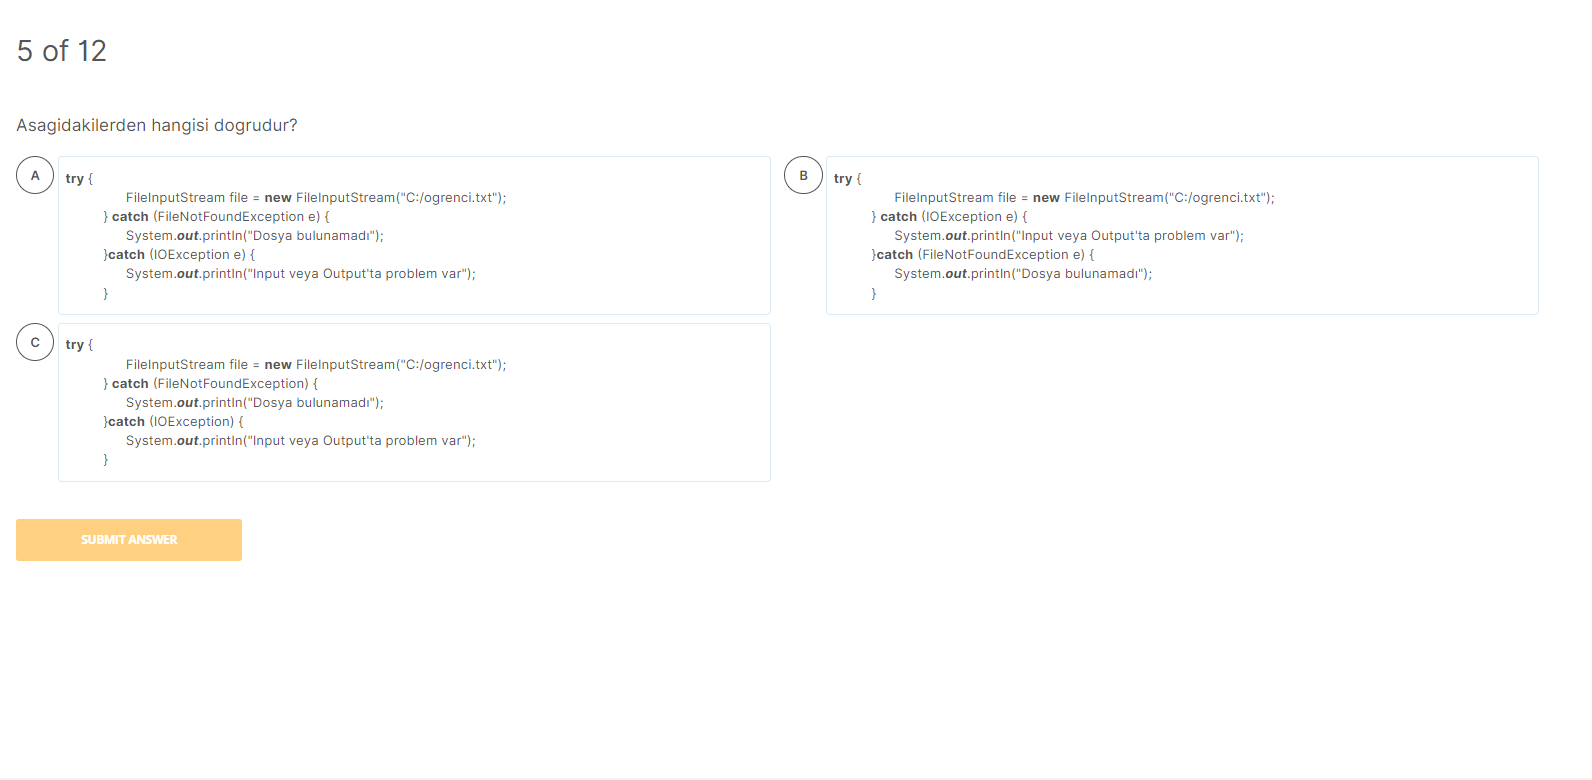 5 of 12
Asagidakilerden hangisi dogrudur?
A
try {
FileInputStream file = new FileInputStream("C:/ogrenci.txt");
} catch (FileNotFoundException e) {
System.out.println("Dosya bulunamadı");
}catch (IOException e) {
System.out.println("Input veya Output'ta problem var");
}
B
try {
FileInputStream file = new FileInputStream("C:/ogrenci.txt");
} catch (IOException e) {
System.out.println("Input veya Output'ta problem var");
}catch (FileNotFoundException e) {
System.out.println("Dosya bulunamadı");
}
C
try {
FileInputStream file = new FileInputStream("C:/ogrenci.txt");
} catch (FileNotFoundException) {
System.out.println("Dosya bulunamadı");
}catch (IOException) {
System.out.println("Input veya Output'ta problem var");
}
SUBMIT ANSWER